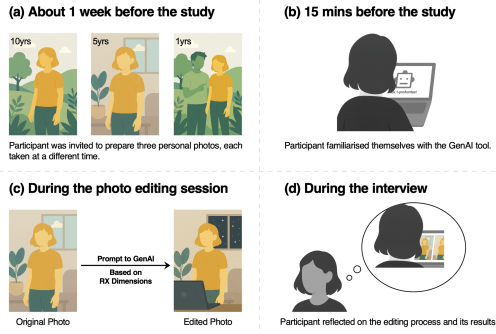 (a) About 1 week before the study
10yrs
5yrs
1yrs
Participant was invited to prepare three personal photos, each
taken at a different time.
(b) 15 mins before the study
Participant familiarised themselves with the GenAI tool.
(c) During the photo editing session
Prompt to GenAI
Based on
RX Dimensions
Original Photo
Edited Photo
(d) During the interview
Participant reflected on the editing process and its results